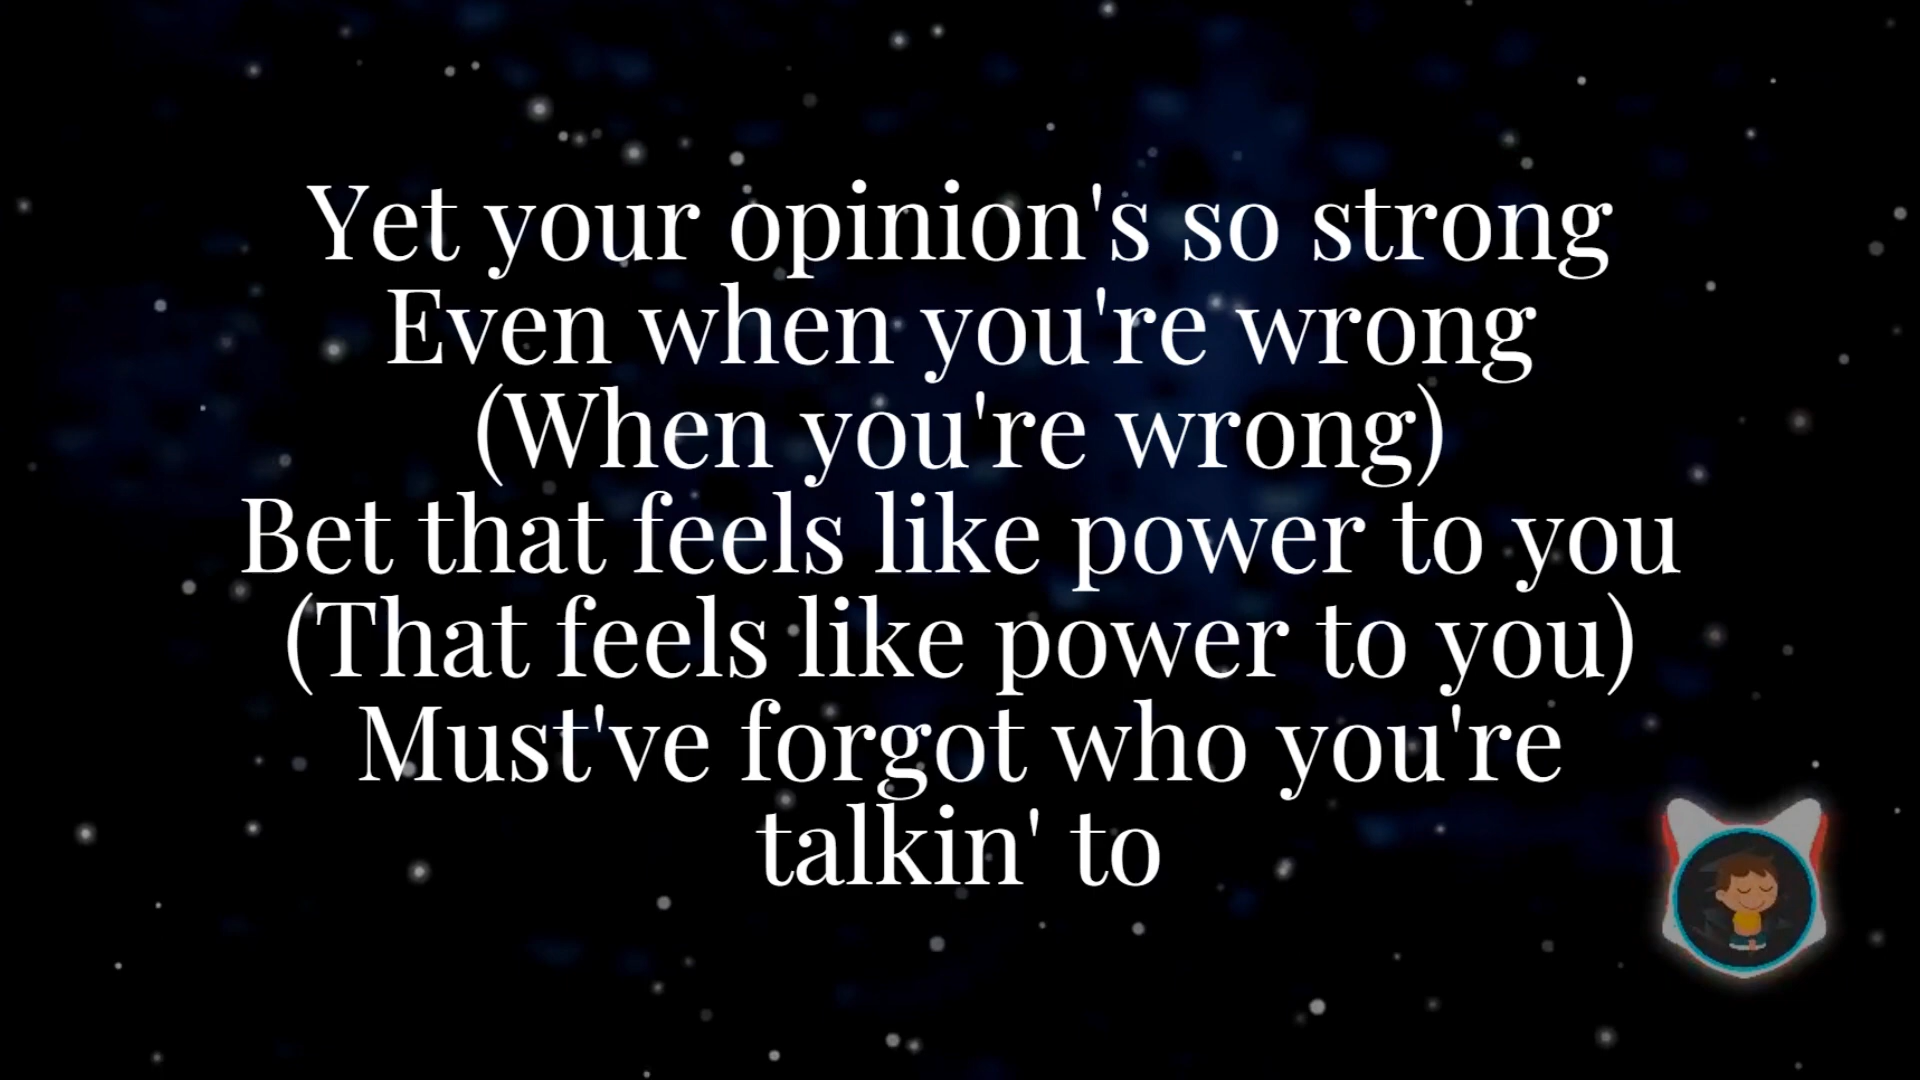 Yet your opinion's so strong
Even when you're wrong
(When you're wrong)
Bet that feels like power to you
(That feels like power to you)
Must've forgot who you're
talkin' to